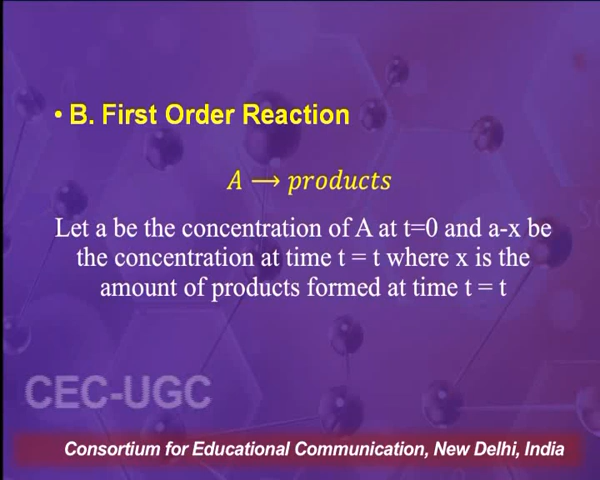 • B. First Order Reaction
A ⟶ products
Let a be the concentration of A at t=0 and a-x be
the concentration at time t = t where x is the
amount of products formed at time t = t
CEC-UGC
Consortium for Educational Communication, New Delhi, India